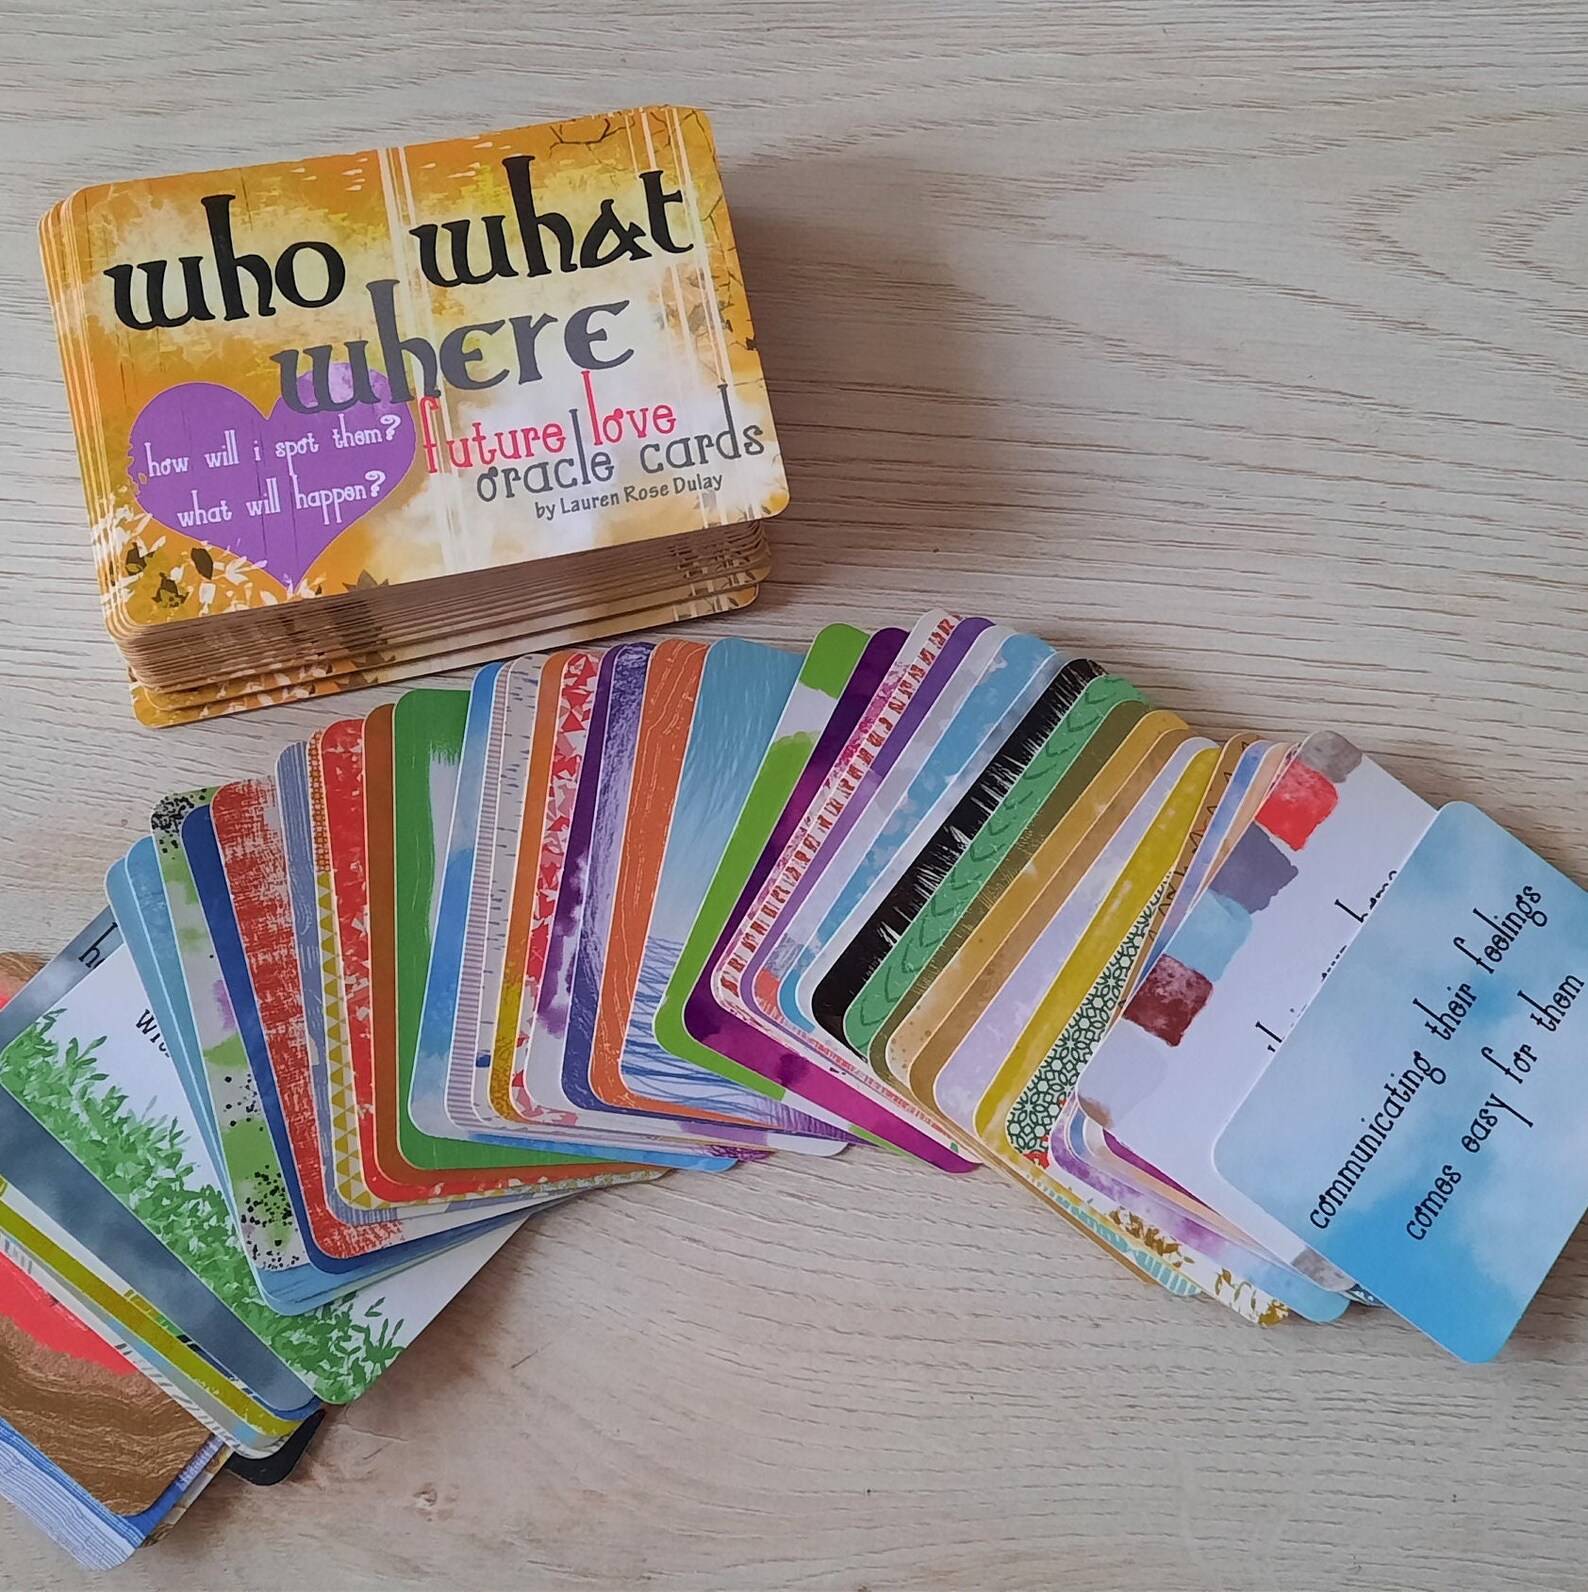 who what
where
how will i spot them?
what will happen?
future love
oracle cards
by Lauren Rose Dulay
communicating their feelings
comes easy for them